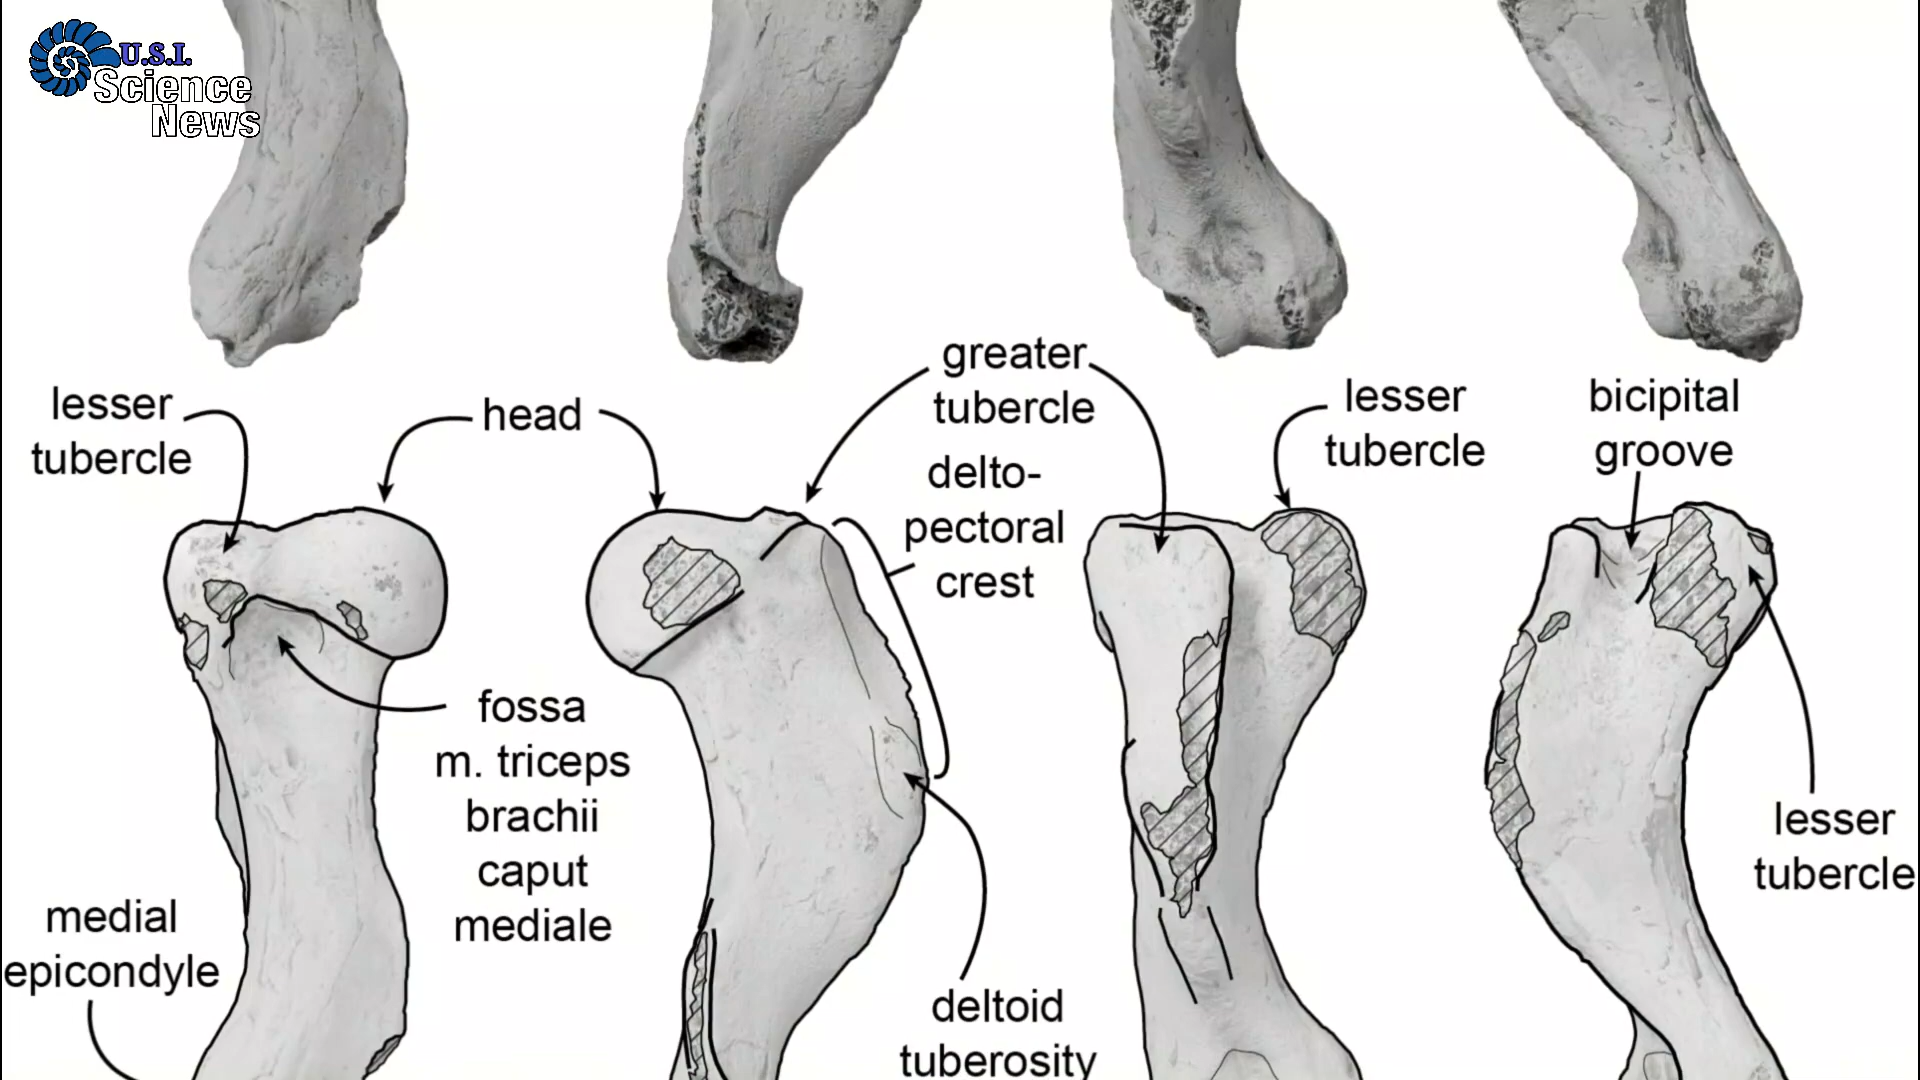 U.S.I.
Science
News
greater
tubercle
lesser
tubercle
head
lesser
tubercle
bicipital
groove
delto-
pectoral
crest
fossa
m. triceps
brachii
caput
mediale
lesser
tubercle
medial
epicondyle
deltoid
tuberosity